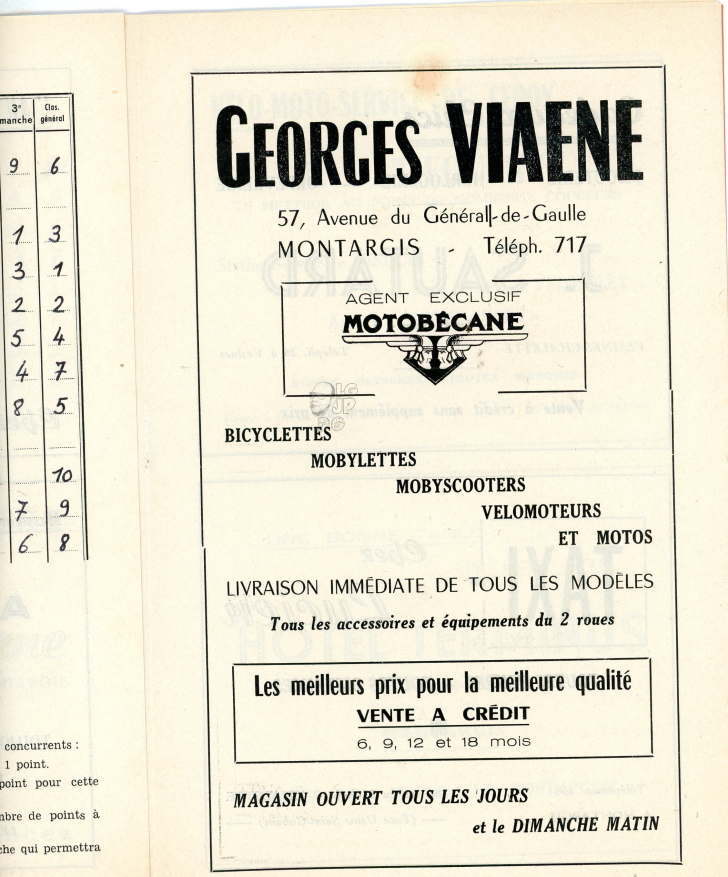 3e manche
Clas. général
9 6
1 3
3 1
2 2
5 4
4 7
8 5
10
7 9
6 8
concurrents :
1 point.
point pour cette
mbre de points à
che qui permettra
GEORGES VIAENE
57, Avenue du Général-de-Gaulle
MONTARGIS - Téléph. 717
AGENT EXCLUSIF
MOTOBÉCANE
BICYCLETTES
MOBYLETTES
MOBYSCOOTERS
VELOMOTEURS
ET MOTOS
LIVRAISON IMMÉDIATE DE TOUS LES MODÈLES
Tous les accessoires et équipements du 2 roues
Les meilleurs prix pour la meilleure qualité
VENTE A CRÉDIT
6, 9, 12 et 18 mois
MAGASIN OUVERT TOUS LES JOURS
et le DIMANCHE MATIN